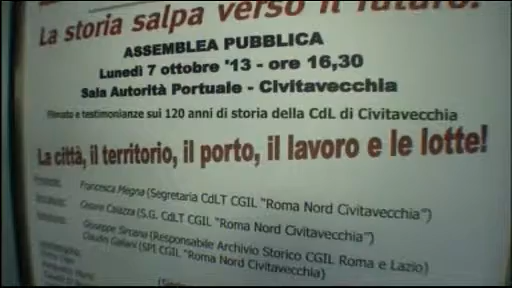 La storia salpa verso il futuro!
ASSEMBLEA PUBBLICA
Lunedì 7 ottobre '13 - ore 16,30
Sala Autorità Portuale - Civitavecchia
Filmato e testimonianze sui 120 anni di storia della CdL di Civitavecchia
La città, il territorio, il porto, il lavoro e le lotte!
Francesca Megna (Segretaria CdLT CGIL "Roma Nord Civitavecchia")
Cesare Caiazza (S.G. CdLT CGIL "Roma Nord Civitavecchia")
Giuseppe Sircana (Responsabile Archivio Storico CGIL Roma e Lazio)
Claudio Galiani (SPI CGIL "Roma Nord Civitavecchia)